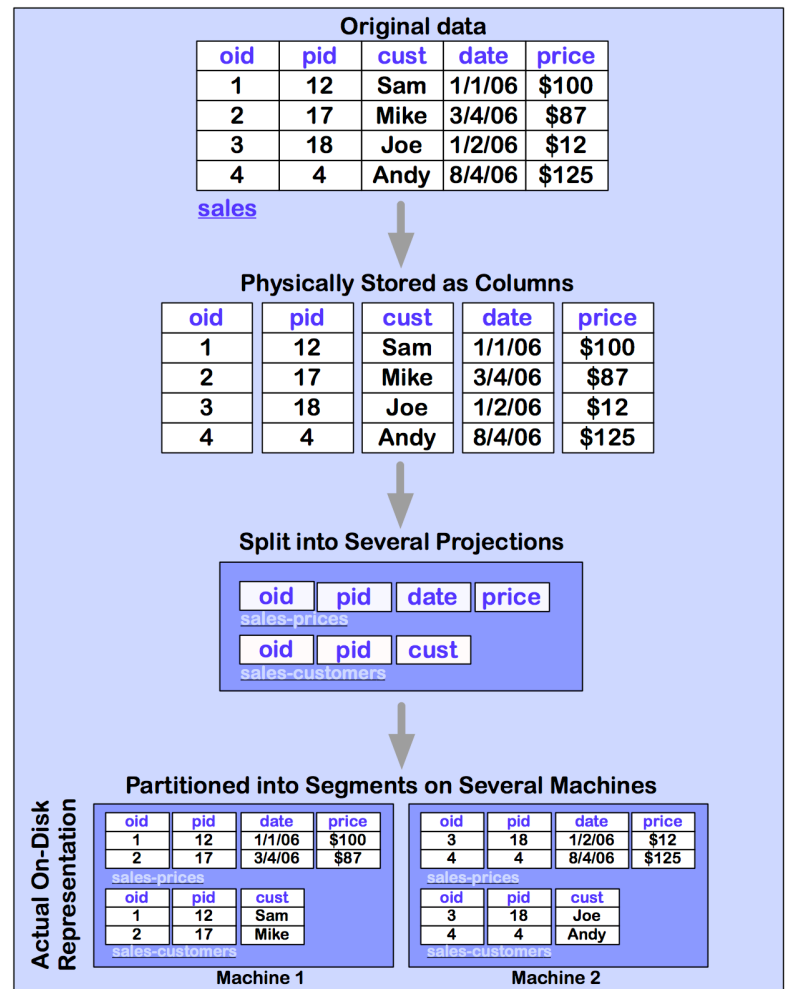 Original data
oid pid cust date price
1 12 Sam 1/1/06 $100
2 17 Mike 3/4/06 $87
3 18 Joe 1/2/06 $12
4 4 Andy 8/4/06 $125
sales
Physically Stored as Columns
oid pid cust date price
1 12 Sam 1/1/06 $100
2 17 Mike 3/4/06 $87
3 18 Joe 1/2/06 $12
4 4 Andy 8/4/06 $125
Split into Several Projections
oid pid date price
sales-prices
oid pid cust
sales-customers
Partitioned into Segments on Several Machines
Actual On-Disk
Representation
oid pid date price
1 12 1/1/06 $100
2 17 3/4/06 $87
sales-prices
oid pid cust
1 12 Sam
2 17 Mike
sales-customers
Machine 1
oid pid date price
3 18 1/2/06 $12
4 4 8/4/06 $125
sales-prices
oid pid cust
3 18 Joe
4 4 Andy
sales-customers
Machine 2